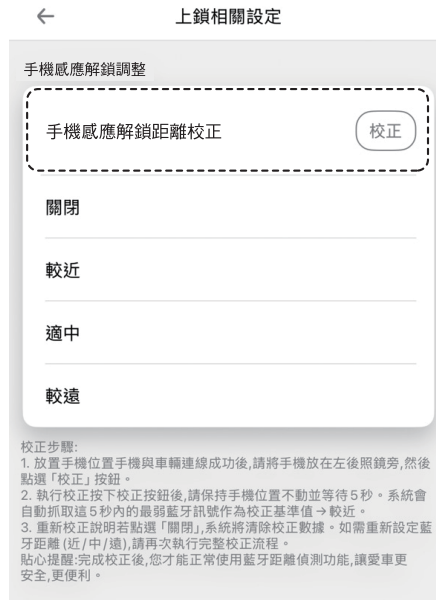 上鎖相關設定
手機感應解鎖調整
手機感應解鎖距離校正
校正
關閉
較近
適中
較遠
校正步驟:
1. 放置手機位置手機與車輛連線成功後,請將手機放在左後照鏡旁,然後
點選「校正」按鈕。
2. 執行校正按下校正按鈕後,請保持手機位置不動並等待5秒。系統會
自動抓取這5秒內的最弱藍牙訊號作為校正基準值→較近。
3. 重新校正說明若點選「關閉」,系統將清除校正數據。如需重新設定藍
牙距離(近/中/遠),請再次執行完整校正流程。
貼心提醒:完成校正後,您才能正常使用藍牙距離偵測功能,讓愛車更
安全,更便利。